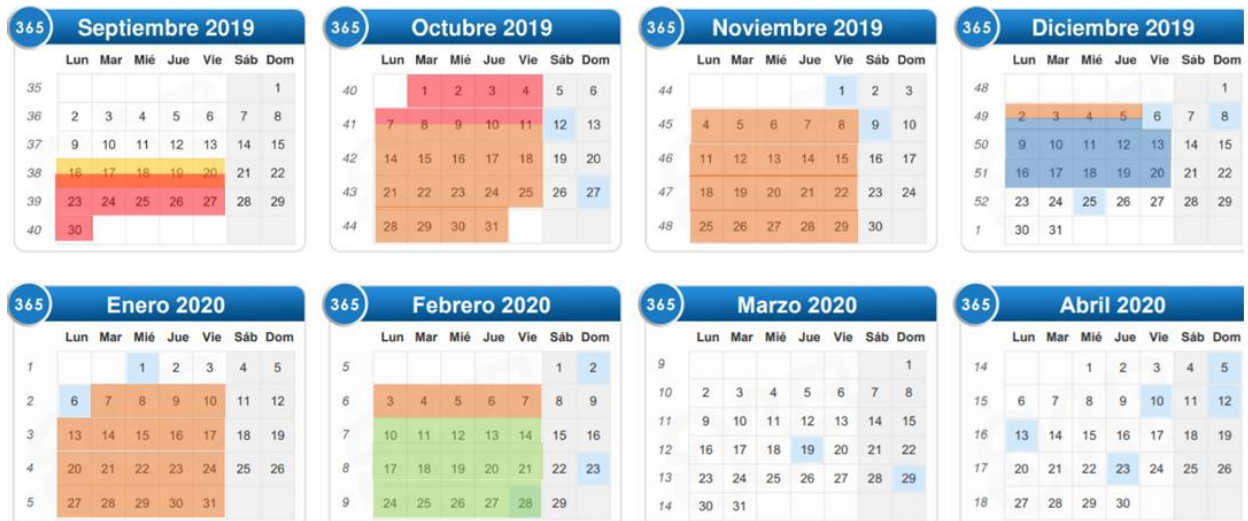 365 Septiembre 2019
Lun Mar Mié Jue Vie Sáb Dom
35 1
36 2 3 4 5 6 7 8
37 9 10 11 12 13 14 15
38 16 17 18 19 20 21 22
39 23 24 25 26 27 28 29
40 30
365 Octubre 2019
Lun Mar Mié Jue Vie Sáb Dom
40 1 2 3 4 5 6
41 7 8 9 10 11 12 13
42 14 15 16 17 18 19 20
43 21 22 23 24 25 26 27
44 28 29 30 31
365 Noviembre 2019
Lun Mar Mié Jue Vie Sáb Dom
44 1 2 3
45 4 5 6 7 8 9 10
46 11 12 13 14 15 16 17
47 18 19 20 21 22 23 24
48 25 26 27 28 29 30
365 Diciembre 2019
Lun Mar Mié Jue Vie Sáb Dom
48 1
49 2 3 4 5 6 7 8
50 9 10 11 12 13 14 15
51 16 17 18 19 20 21 22
52 23 24 25 26 27 28 29
1 30 31
365 Enero 2020
Lun Mar Mié Jue Vie Sáb Dom
1 1 2 3 4 5
2 6 7 8 9 10 11 12
3 13 14 15 16 17 18 19
4 20 21 22 23 24 25 26
5 27 28 29 30 31
365 Febrero 2020
Lun Mar Mié Jue Vie Sáb Dom
5 1 2
6 3 4 5 6 7 8 9
7 10 11 12 13 14 15 16
8 17 18 19 20 21 22 23
9 24 25 26 27 28 29
365 Marzo 2020
Lun Mar Mié Jue Vie Sáb Dom
9 1
10 2 3 4 5 6 7 8
11 9 10 11 12 13 14 15
12 16 17 18 19 20 21 22
13 23 24 25 26 27 28 29
14 30 31
365 Abril 2020
Lun Mar Mié Jue Vie Sáb Dom
14 1 2 3 4 5
15 6 7 8 9 10 11 12
16 13 14 15 16 17 18 19
17 20 21 22 23 24 25 26
18 27 28 29 30